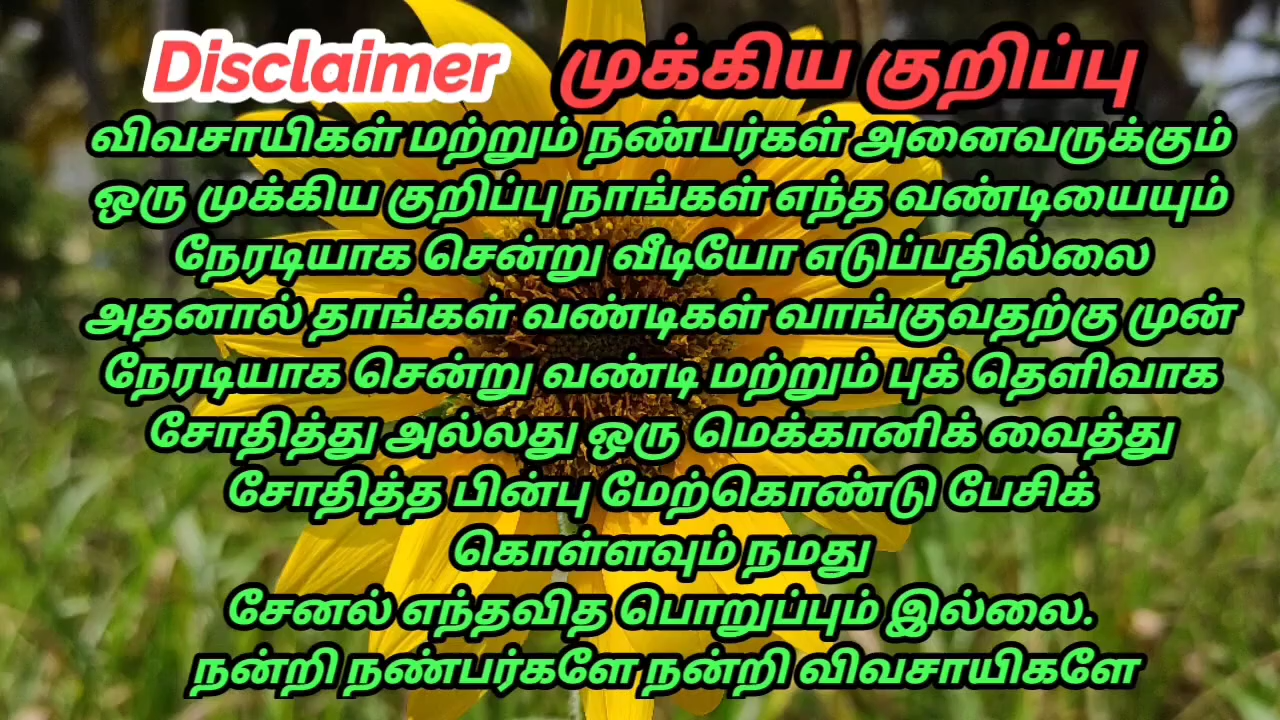 Disclaimer முக்கிய குறிப்பு
விவசாயிகள் மற்றும் நண்பர்கள் அனைவருக்கும்
ஒரு முக்கிய குறிப்பு நாங்கள் எந்த வண்டியையும்
நேரடியாக சென்று வீடியோ எடுப்பதில்லை
அதனால் தாங்கள் வண்டிகள் வாங்குவதற்கு முன்
நேரடியாக சென்று வண்டி மற்றும் புக் தெளிவாக
சோதித்து அல்லது ஒரு மெக்கானிக் வைத்து
சோதித்த பின்பு மேற்கொண்டு பேசிக்
கொள்ளவும் நமது
சேனல் எந்தவித பொறுப்பும் இல்லை.
நன்றி நண்பர்களே நன்றி விவசாயிகளே